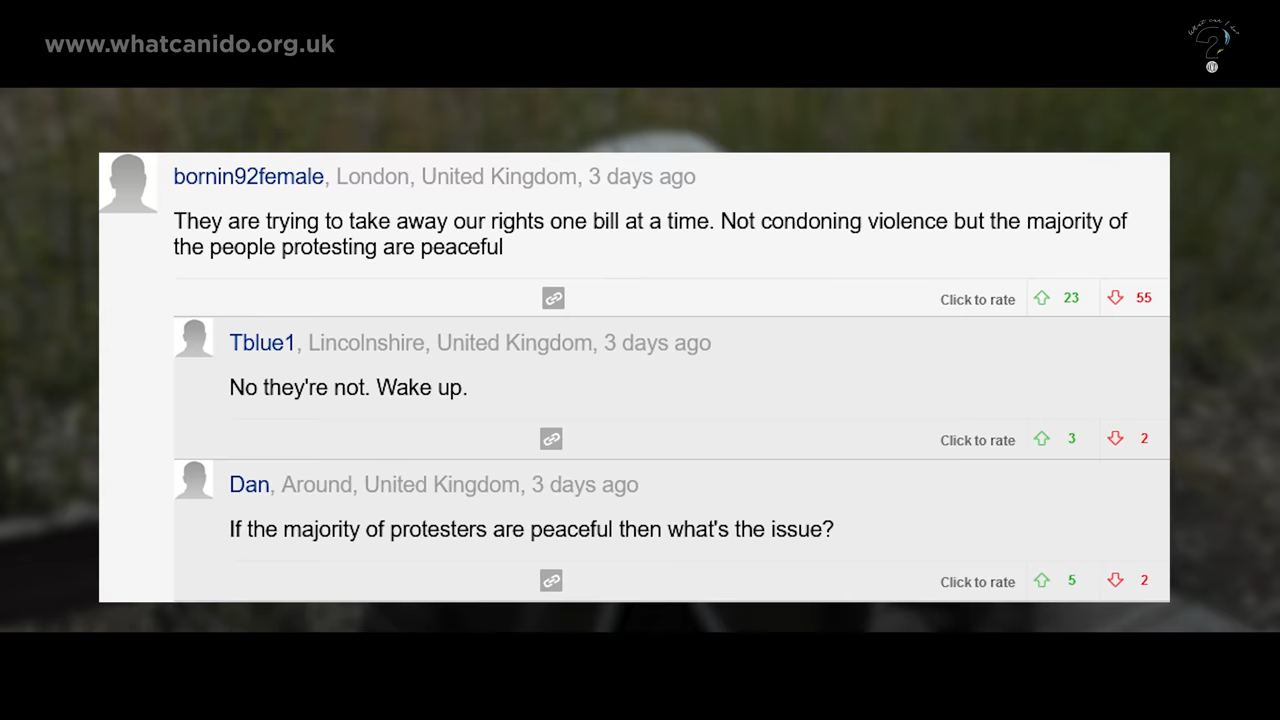 www.whatcanido.org.uk
What can I do
?
bornin92female, London, United Kingdom, 3 days ago
They are trying to take away our rights one bill at a time. Not condoning violence but the majority of
the people protesting are peaceful
Click to rate 23 55
Tblue1, Lincolnshire, United Kingdom, 3 days ago
No they're not. Wake up.
Click to rate 3 2
Dan, Around, United Kingdom, 3 days ago
If the majority of protesters are peaceful then what's the issue?
Click to rate 5 2